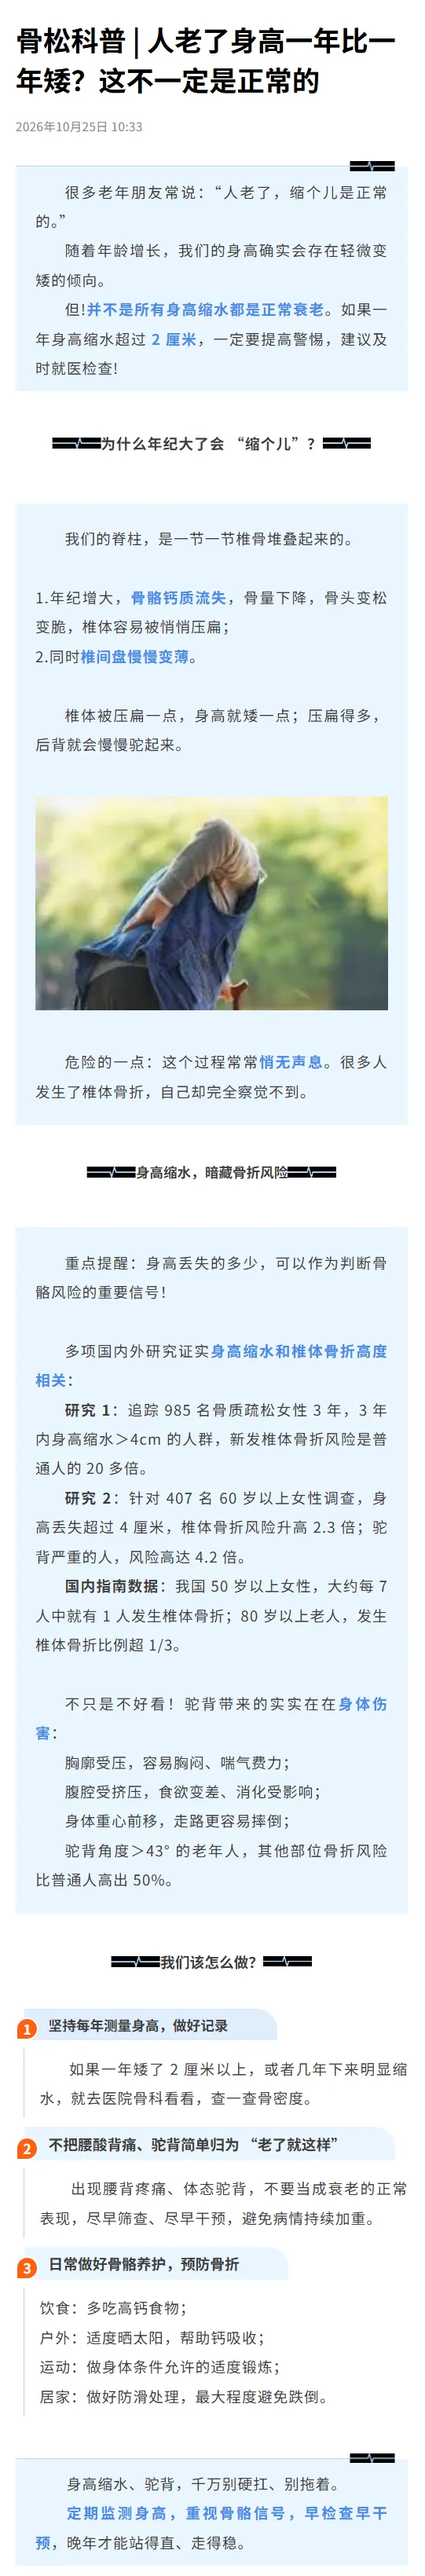 骨松科普 | 人老了身高一年比一
年矮？这不一定是正常的
2026年10月25日 10:33
很多老年朋友常说：“人老了，缩个儿是正常
的。”
随着年龄增长，我们的身高确实会存在轻微变
矮的倾向。
但!并不是所有身高缩水都是正常衰老。如果一
年身高缩水超过 2 厘米，一定要提高警惕，建议及
时就医检查!
为什么年纪大了会 “缩个儿”？
我们的脊柱，是一节一节椎骨堆叠起来的。
1.年纪增大，骨骼钙质流失，骨量下降，骨头变松
变脆，椎体容易被悄悄压扁；
2.同时椎间盘慢慢变薄。
椎体被压扁一点，身高就矮一点；压扁得多，
后背就会慢慢驼起来。
危险的一点：这个过程常常悄无声息。很多人
发生了椎体骨折，自己却完全察觉不到。
身高缩水，暗藏骨折风险
重点提醒：身高丢失的多少，可以作为判断骨
骼风险的重要信号！
多项国内外研究证实身高缩水和椎体骨折高度
相关：
研究 1：追踪 985 名骨质疏松女性 3 年，3 年
内身高缩水＞4cm 的人群，新发椎体骨折风险是普
通人的 20 多倍。
研究 2：针对 407 名 60 岁以上女性调查，身
高丢失超过 4 厘米，椎体骨折风险升高 2.3 倍；驼
背严重的人，风险高达 4.2 倍。
国内指南数据：我国 50 岁以上女性，大约每 7
人中就有 1 人发生椎体骨折；80 岁以上老人，发生
椎体骨折比例超 1/3。
不只是不好看！驼背带来的实实在在身体伤
害：
胸廓受压，容易胸闷、喘气费力；
腹腔受挤压，食欲变差、消化受影响；
身体重心前移，走路更容易摔倒；
驼背角度＞43° 的老年人，其他部位骨折风险
比普通人高出 50%。
我们该怎么做？
1 坚持每年测量身高，做好记录
如果一年矮了 2 厘米以上，或者几年下来明显缩
水，就去医院骨科看看，查一查骨密度。
2 不把腰酸背痛、驼背简单归为 “老了就这样”
出现腰背疼痛、体态驼背，不要当成衰老的正常
表现，尽早筛查、尽早干预，避免病情持续加重。
3 日常做好骨骼养护，预防骨折
饮食：多吃高钙食物；
户外：适度晒太阳，帮助钙吸收；
运动：做身体条件允许的适度锻炼；
居家：做好防滑处理，最大程度避免跌倒。
身高缩水、驼背，千万别硬扛、别拖着。
定期监测身高，重视骨骼信号，早检查早干
预，晚年才能站得直、走得稳。